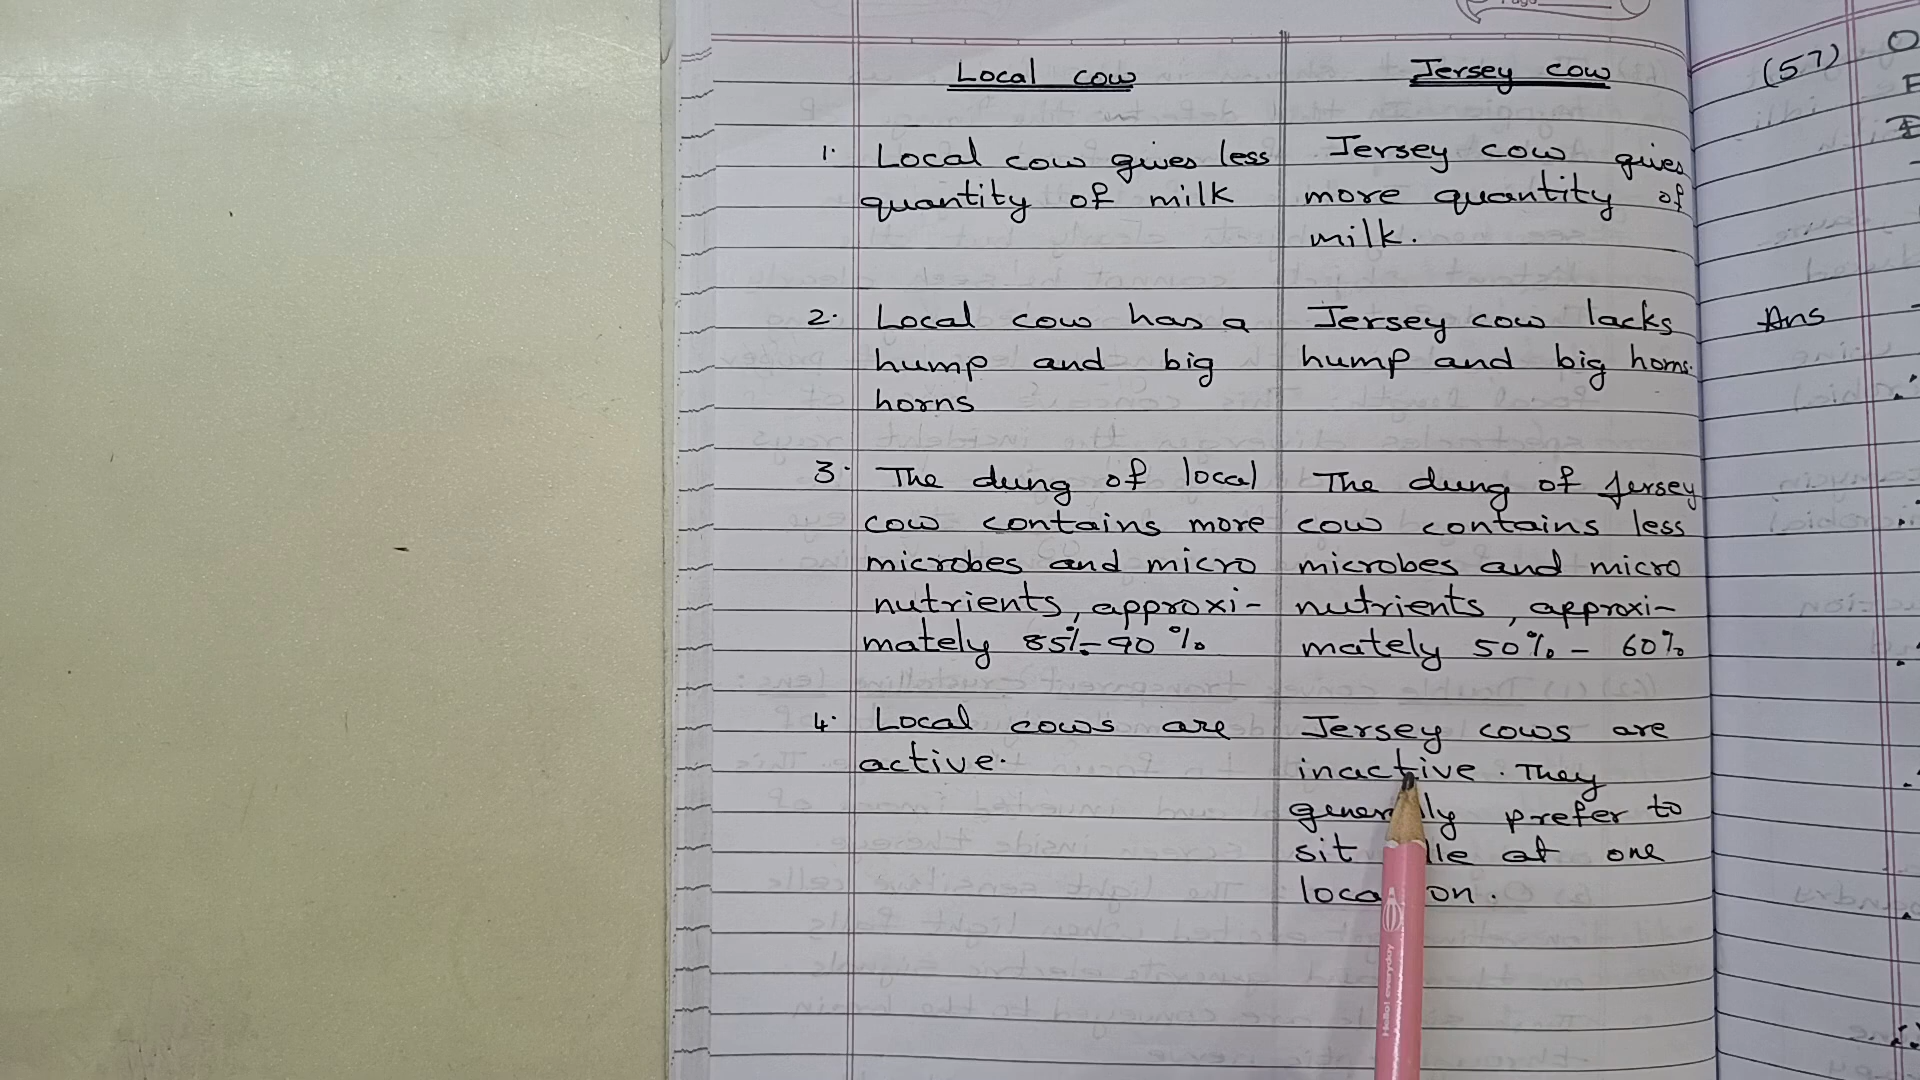 Local cow
Jersey cow
1. Local cow gives less
quantity of milk
Jersey cow gives
more quantity of
milk.
2. Local cow has a
hump and big
horns
Jersey cow lacks
hump and big horns.
3. The dung of local
cow contains more
microbes and micro
nutrients, approxi-
mately 85%-90%
The dung of Jersey
cow contains less
microbes and micro
nutrients, approxi-
mately 50% - 60%
4. Local cows are
active.
Jersey cows are
inactive. They
generally prefer to
sit at one
location.
(57)
Ans
Hello! everyday